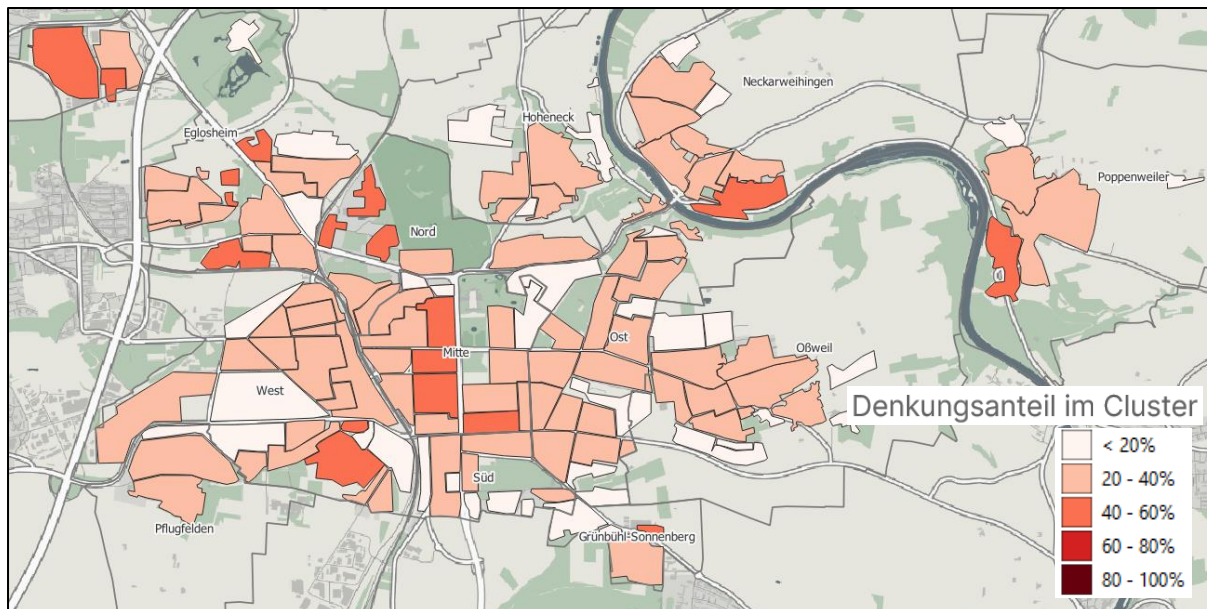 Neckarweihingen
Hoheneck
Eglosheim
Poppenweiler
Nord
Ost
Mitte
Oßweil
West
Denkungsanteil im Cluster
< 20%
20 - 40%
40 - 60%
60 - 80%
80 - 100%
Süd
Pflugfelden
Grünbühl-Sonnenberg